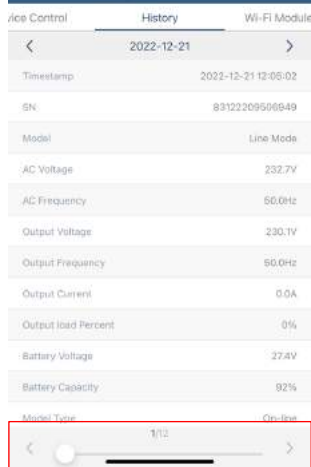 vice Control History Wi-Fi Module
< 2022-12-21 >
Timestamp 2022-12-21 12:05:02
SN 83122209506949
Model Line Mode
AC Voltage 232.7V
AC Frequency 50.0Hz
Output Voltage 230.1V
Output Frequency 50.0Hz
Output Current 0.0A
Output load Percent 0%
Battery Voltage 27.4V
Battery Capacity 92%
Model Type On-line
1/12